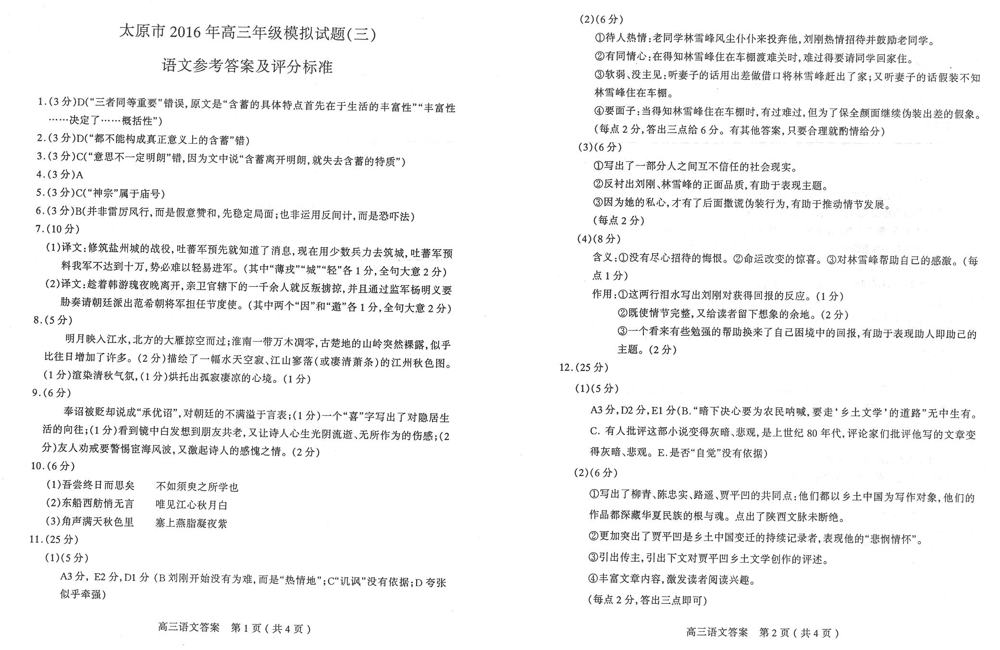 太原市 2016 年高三年级模拟试题(三)
语文参考答案及评分标准
1.(3 分)D(“三者同等重要”错误,原文是“含蓄的具体特点首先在于生活的丰富性”“丰富性
……决定了……概括性”)
2.(3 分)D(“都不能构成真正意义上的含蓄”错)
3.(3 分)C(“意思不一定明朗”错,因为文中说“含蓄离开明朗,就失去含蓄的特质”)
4.(3 分)A
5.(3 分)C(“神宗”属于庙号)
6.(3 分)B(并非雷厉风行,而是假意赞和,先稳定局面;也非运用反间计,而是恐吓法)
7.(10 分)
(1)译文:修筑盐州城的战役,吐蕃军预先就知道了消息,现在用少数兵力去筑城,吐蕃军预
料我军不达到十万,势必难以轻易进军。(其中“薄戎”“城”“轻”各 1 分,全句大意 2 分)
(2)译文:趁着韩游瑰夜晚离开,亲卫官辖下的一千余人就反叛掳掠,并且通过监军杨明义要
胁奏请朝廷派出范希朝将军担任节度使。(其中两个“因”和“邀”各 1 分,全句大意 2 分)
8.(5 分)
明月映入江水,北方的大雁掠空而过;淮南一带万木凋零,古楚地的山岭突然裸露,似乎
比往日增加了许多。(2 分)描绘了一幅水天空寂、江山寥落(或凄清萧条)的江州秋色图。
(1 分)渲染清秋气氛,(1 分)烘托出孤寂凄凉的心境。(1 分)
9.(6 分)
奉诏被贬却说成“承优诏”,对朝廷的不满溢于言表;(1 分)一个“喜”字写出了对隐居生
活的向往;(1 分)看到镜中白发想到朋友共老,又让诗人心生光阴流逝、无所作为的伤感;(2
分)友人劝戒要警惕宦海风波,又激起诗人的感愧之情。(2 分)
10.(6 分)
(1)吾尝终日而思矣 不如须臾之所学也
(2)东船西舫悄无言 唯见江心秋月白
(3)角声满天秋色里 塞上燕脂凝夜紫
11.(25 分)
(1)(5 分)
A3 分, E2 分,D1 分 (B 刘刚开始没有为难,而是“热情地”;C“讥讽”没有依据;D 夸张
似乎牵强)
高三语文答案 第 1 页 ( 共 4 页 )
(2)(6 分)
①待人热情:老同学林雪峰风尘仆仆来投奔他,刘刚热情招待并鼓励老同学。
②有同情心:在得知林雪峰住在车棚渡难关时,难过得要请同学回家住。
③软弱、没主见:听妻子的话用出差做借口将林雪峰赶出了家;又听妻子的话假装不知
林雪峰住在车棚。
④要面子:当得知林雪峰住在车棚时,有过难过,但为了保全颜面继续伪装出差的假象。
(每点 2 分,答出三点给 6 分。有其他答案,只要合理就酌情给分)
(3)(6 分)
①写出了一部分人之间互不信任的社会现实。
②反衬出刘刚、林雪峰的正面品质,有助于表现主题。
③因为她的私心,才有了后面撒谎伪装行为,有助于推动情节发展。
(每点 2 分)
(4)(8 分)
含义:①没有尽心招待的悔恨。②命运改变的惊喜。③对林雪峰帮助自己的感激。(每
点 1 分)
作用:①这两行泪水写出刘刚对获得回报的反应。(1 分)
②既使情节完整,又给读者留下想象的余地。(2 分)
③一个看来有些勉强的帮助换来了自己困境中的回报,有助于表现助人即助己的
主题。(2 分)
12.(25 分)
(1)(5 分)
A3 分,D2 分,E1 分(B.“暗下决心要为农民呐喊,要走‘乡土文学’的道路”无中生有。
C. 有人批评这部小说变得灰暗、悲观,是上世纪 80 年代,评论家们批评他写的文章变
得灰暗、悲观。E.是否“自觉”没有依据)
(2)(6 分)
①写出了柳青、陈忠实、路遥、贾平凹的共同点:他们都以乡土中国为写作对象,他们的
作品都深藏华夏民族的根与魂。点出了陕西文脉未断绝。
②更加突出了贾平凹是乡土中国变迁的持续记录者,表现他的“悲悯情怀”。
③引出传主,引出下文对贾平凹乡土文学创作的评述。
④丰富文章内容,激发读者阅读兴趣。
(每点 2 分,答出三点即可)
高三语文答案 第 2 页 ( 共 4 页 )